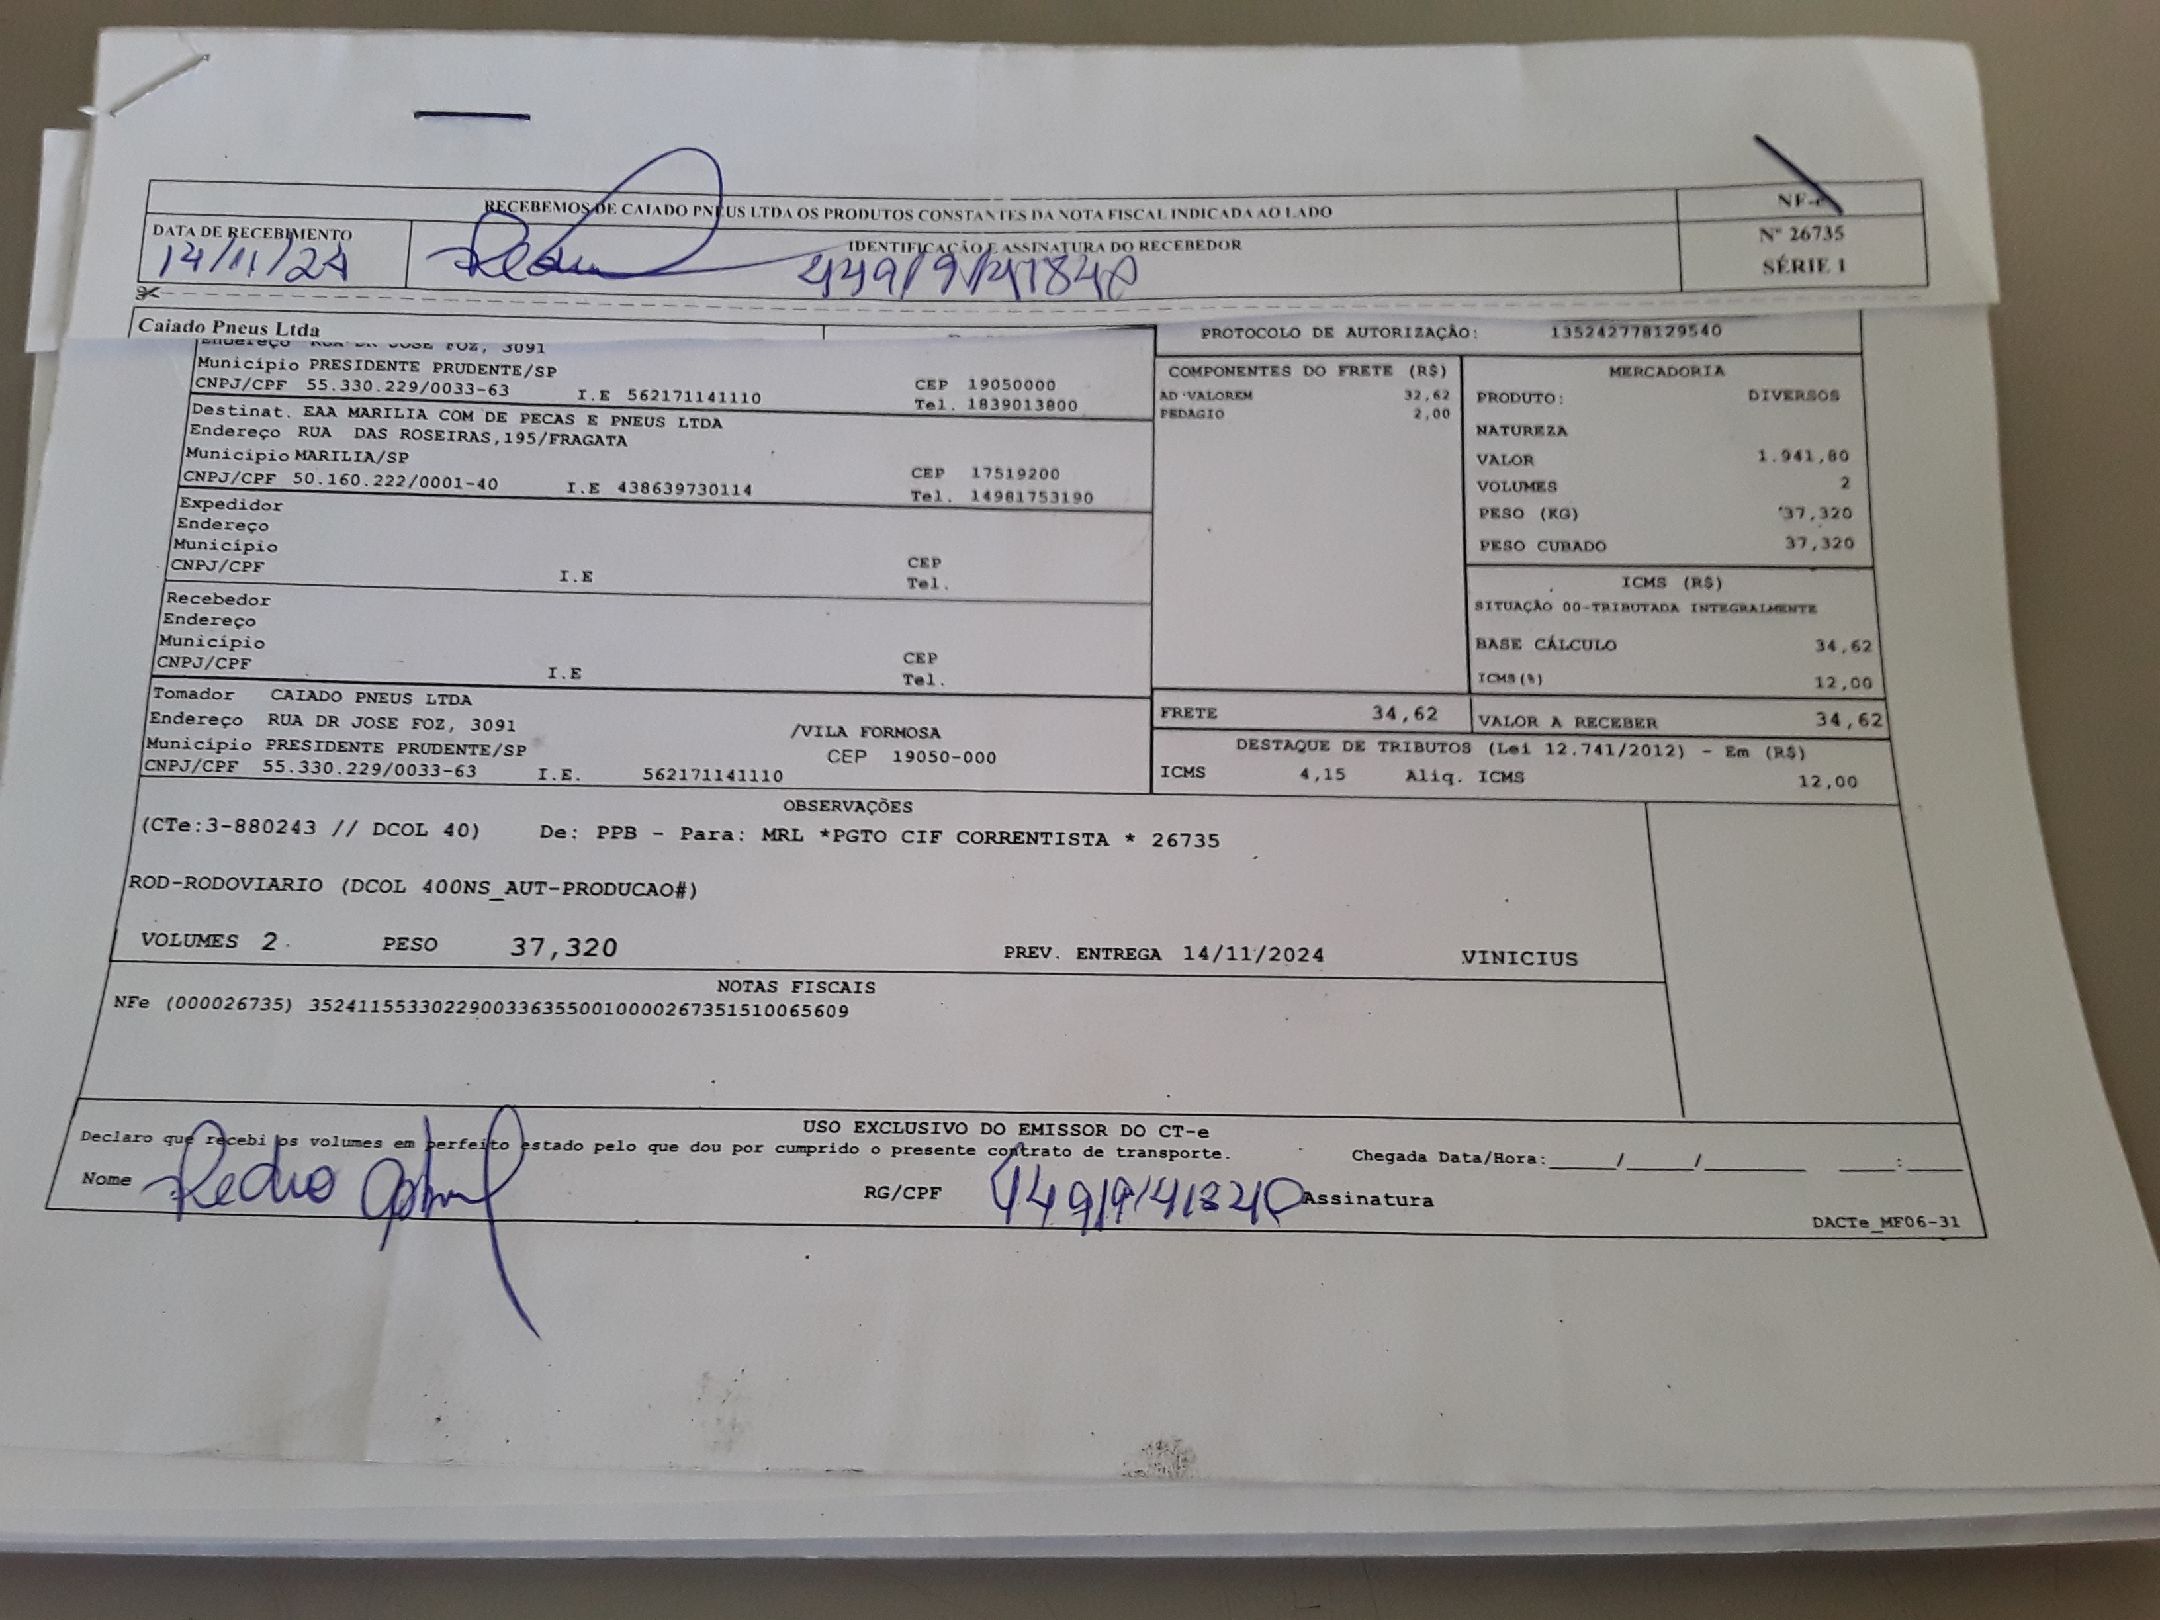 RECEBEMOS DE CAIADO PNEUS LTDA OS PRODUTOS CONSTANTES DA NOTA FISCAL INDICADA AO LADO
NF-e
DATA DE RECEBIMENTO
14/11/24
IDENTIFICAÇÃO E ASSINATURA DO RECEBEDOR
Nº 26735
SÉRIE 1
Caiado Pneus Ltda
Endereço RUA DR JOSE FOZ, 3091
Município PRESIDENTE PRUDENTE/SP
CEP 19050000
CNPJ/CPF 55.330.229/0033-63 I.E 562171141110
Tel. 1839013800
Destinat. EAA MARILIA COM DE PECAS E PNEUS LTDA
Endereço RUA DAS ROSEIRAS,195/FRAGATA
Município MARILIA/SP
CEP 17519200
CNPJ/CPF 50.160.222/0001-40 I.E 438639730114
Tel. 14981753190
Expedidor
Endereço
Município
CEP
CNPJ/CPF I.E
Tel.
Recebedor
Endereço
Município
CEP
CNPJ/CPF I.E
Tel.
Tomador CAIADO PNEUS LTDA
Endereço RUA DR JOSE FOZ, 3091 /VILA FORMOSA
Município PRESIDENTE PRUDENTE/SP CEP 19050-000
CNPJ/CPF 55.330.229/0033-63 I.E. 562171141110
PROTOCOLO DE AUTORIZAÇÃO: 135242778129540
COMPONENTES DO FRETE (R$)
AD VALOREM 32,62
PEDAGIO 2,00
MERCADORIA
PRODUTO: DIVERSOS
NATUREZA
VALOR 1.941,80
VOLUMES 2
PESO (KG) 37,320
PESO CUBADO 37,320
ICMS (R$)
SITUAÇÃO 00-TRIBUTADA INTEGRALMENTE
BASE CÁLCULO 34,62
ICMS(%) 12,00
FRETE 34,62
VALOR A RECEBER 34,62
DESTAQUE DE TRIBUTOS (Lei 12.741/2012) - Em (R$)
ICMS 4,15 Aliq. ICMS 12,00
OBSERVAÇÕES
(CTe:3-880243 // DCOL 40) De: PPB - Para: MRL *PGTO CIF CORRENTISTA * 26735
ROD-RODOVIARIO (DCOL 400NS_AUT-PRODUCAO#)
VOLUMES 2 PESO 37,320 PREV. ENTREGA 14/11/2024 VINICIUS
NOTAS FISCAIS
NFe (000026735) 35241155330229003363550010000267351510065609
USO EXCLUSIVO DO EMISSOR DO CT-e
Declaro que recebi os volumes em perfeito estado pelo que dou por cumprido o presente contrato de transporte.
Chegada Data/Hora:_____/_____/_______ ____:____
Nome Pedro
RG/CPF
Assinatura
DACTe_MF06-31